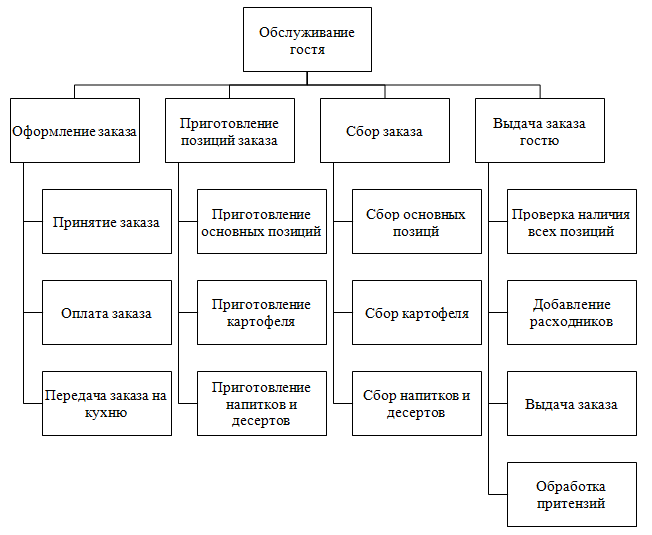 Обслуживание
гостя
Оформление заказа
Приготовление
позиций заказа
Сбор заказа
Выдача заказа
гостю
Принятие заказа
Приготовление
основных позиций
Сбор основных
позицй
Проверка наличия
всех позиций
Оплата заказа
Приготовление
картофеля
Сбор картофеля
Добавление
расходников
Передача заказа на
кухню
Приготовление
напитков и
десертов
Сбор напитков и
десертов
Выдача заказа
Обработка
притензий